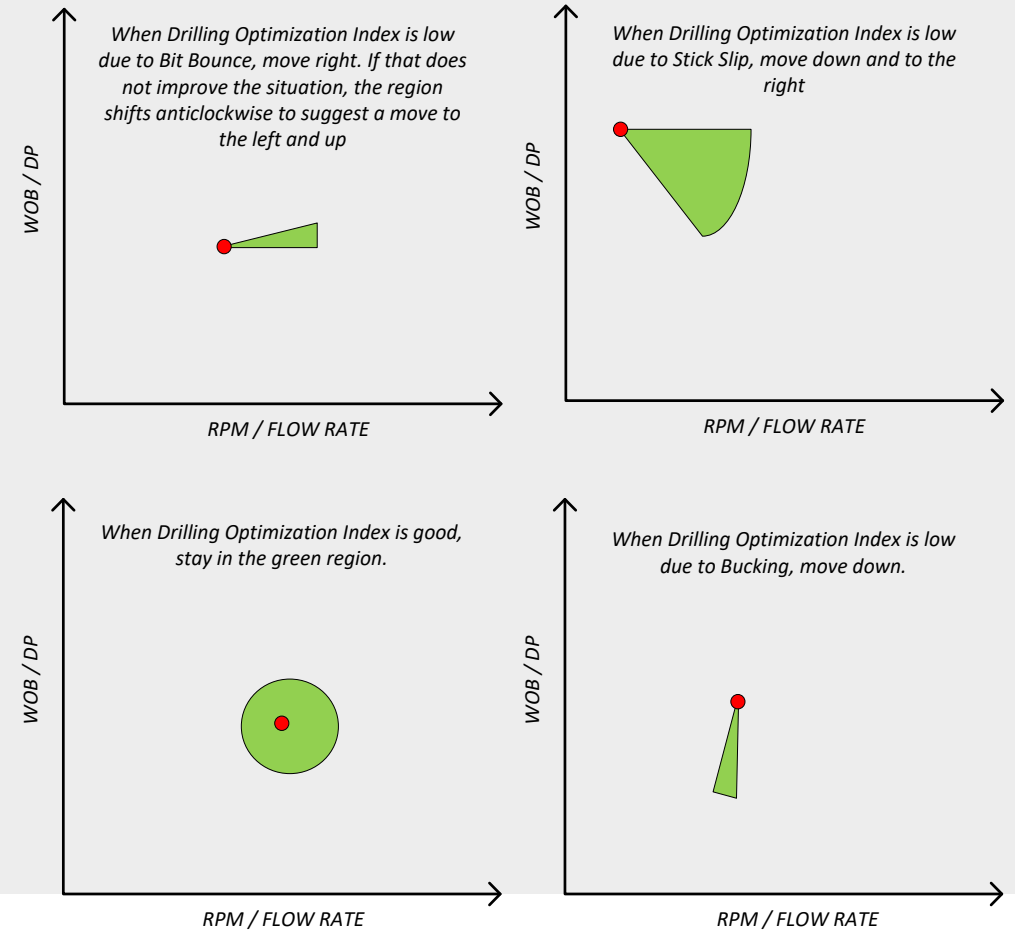 When Drilling Optimization Index is low
due to Bit Bounce, move right. If that does
not improve the situation, the region
shifts anticlockwise to suggest a move to
the left and up
WOB / DP
RPM / FLOW RATE
When Drilling Optimization Index is low
due to Stick Slip, move down and to the
right
WOB / DP
RPM / FLOW RATE
When Drilling Optimization Index is good,
stay in the green region.
WOB / DP
RPM / FLOW RATE
When Drilling Optimization Index is low
due to Bucking, move down.
WOB / DP
RPM / FLOW RATE